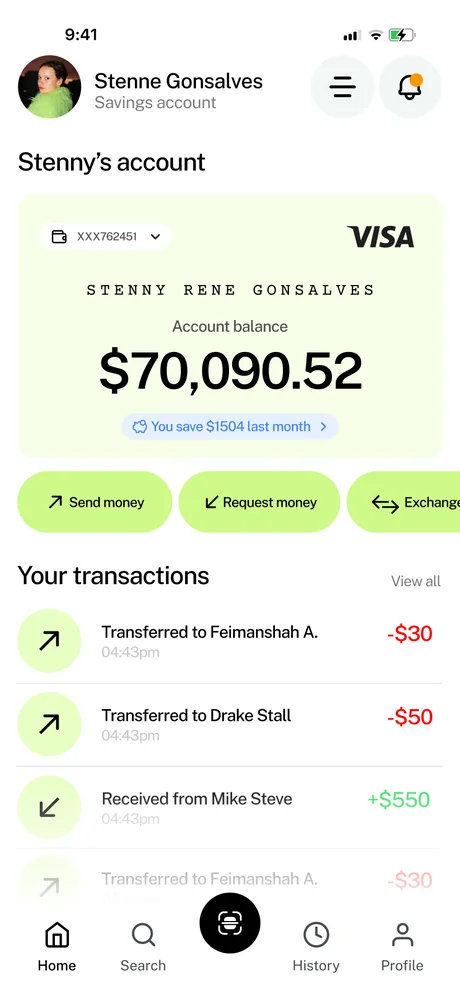 9:41
Stenne Gonsalves
Savings account
Stenny’s account
XXX762451
VISA
STENNY RENE GONSALVES
Account balance
$70,090.52
You save $1504 last month
Send money
Request money
Exchange
Your transactions
View all
Transferred to Feimanshah A.
-$30
04:43pm
Transferred to Drake Stall
-$50
04:43pm
Received from Mike Steve
+$550
04:43pm
Transferred to Feimanshah A.
-$30
Home
Search
History
Profile